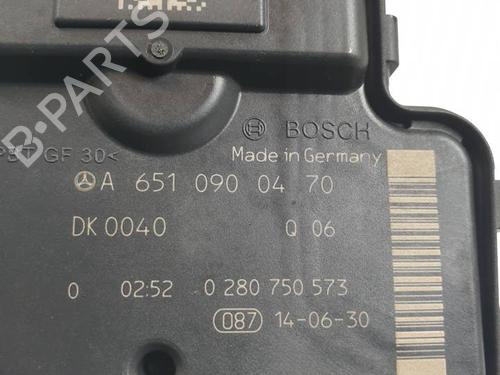 B-PARTS
BOSCH
PBT GF 30<
Made in Germany
A 651 090 04 70
DK 0040 Q 06
0 02:52 0 280 750 573
087 14-06-30